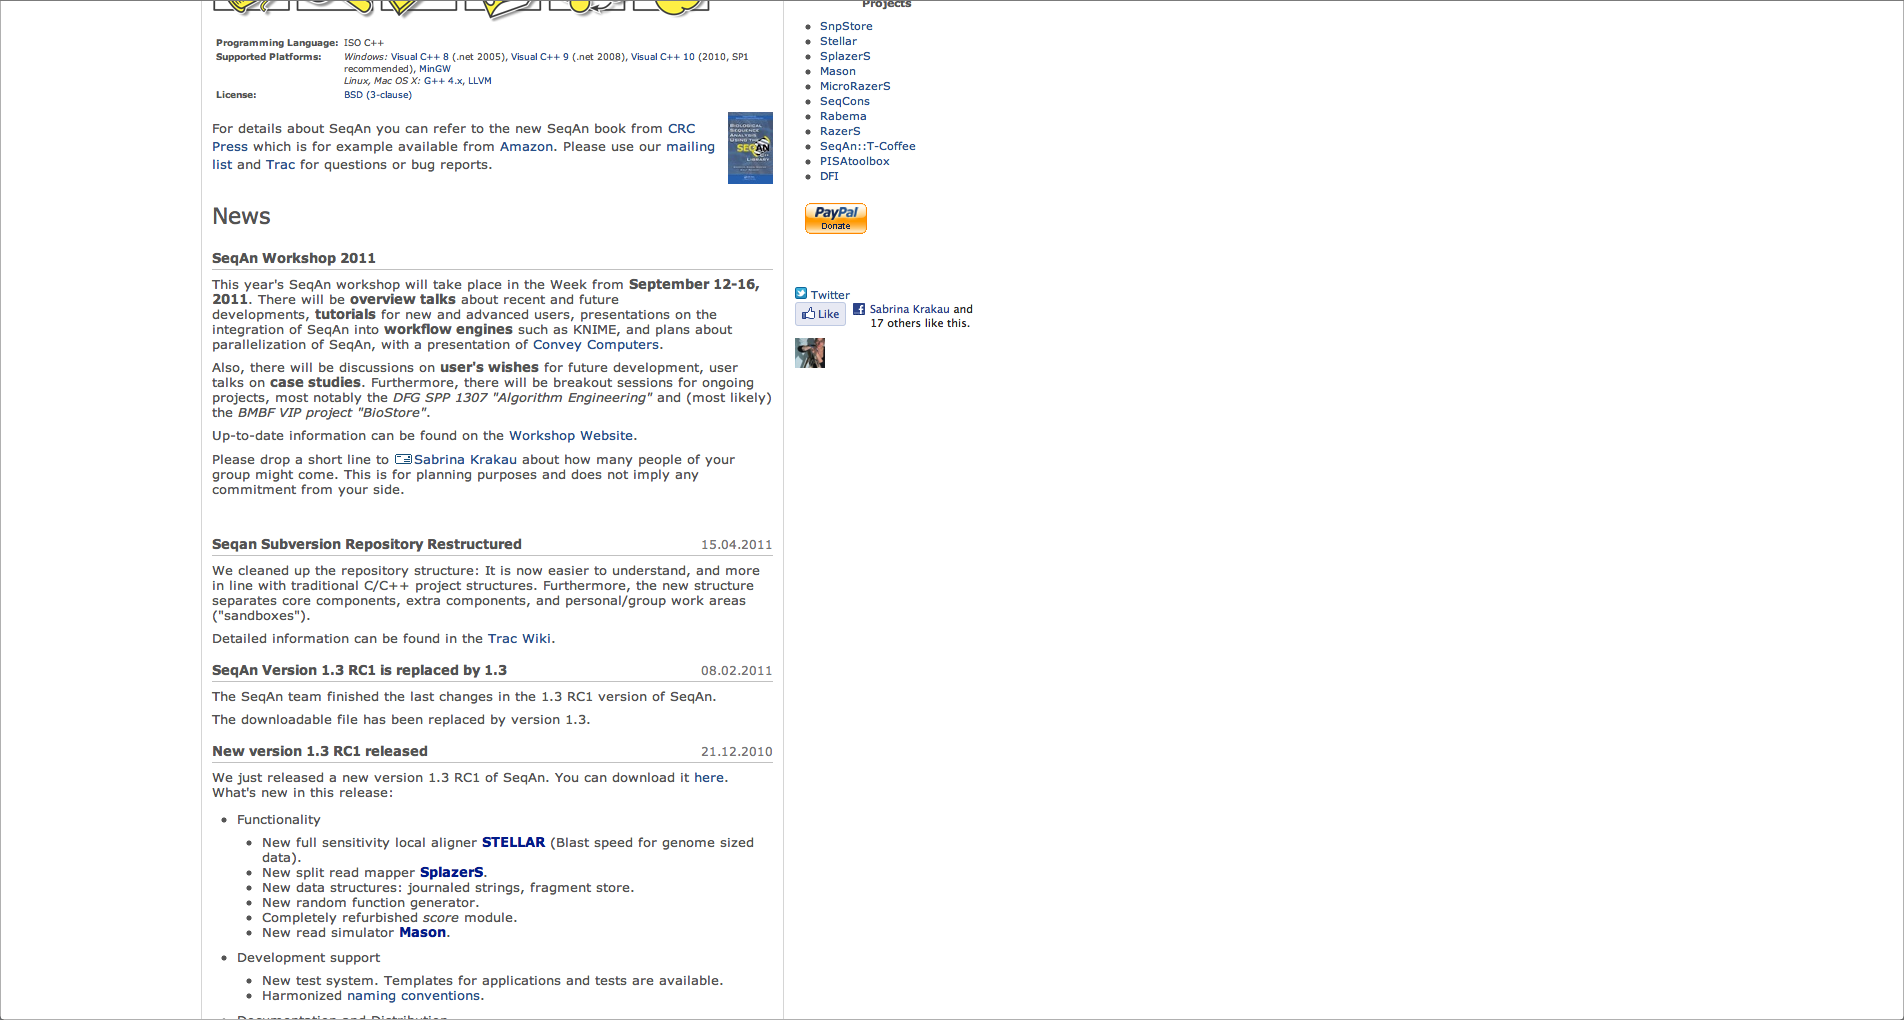 Programming Language: ISO C++
Supported Platforms: Windows: Visual C++ 8 (.net 2005), Visual C++ 9 (.net 2008), Visual C++ 10 (2010, SP1
recommended), MinGW
Linux, Mac OS X: G++ 4.x, LLVM
License: BSD (3-clause)
For details about SeqAn you can refer to the new SeqAn book from CRC
Press which is for example available from Amazon. Please use our mailing
list and Trac for questions or bug reports.
BIOLOGICAL
SEQUENCE
ANALYSIS
USING THE
SEQAN
LIBRARY
News
SeqAn Workshop 2011
This year's SeqAn workshop will take place in the Week from September 12-16,
2011. There will be overview talks about recent and future
developments, tutorials for new and advanced users, presentations on the
integration of SeqAn into workflow engines such as KNIME, and plans about
parallelization of SeqAn, with a presentation of Convey Computers.
Also, there will be discussions on user's wishes for future development, user
talks on case studies. Furthermore, there will be breakout sessions for ongoing
projects, most notably the DFG SPP 1307 "Algorithm Engineering" and (most likely)
the BMBF VIP project "BioStore".
Up-to-date information can be found on the Workshop Website.
Please drop a short line to Sabrina Krakau about how many people of your
group might come. This is for planning purposes and does not imply any
commitment from your side.
Seqan Subversion Repository Restructured 15.04.2011
We cleaned up the repository structure: It is now easier to understand, and more
in line with traditional C/C++ project structures. Furthermore, the new structure
separates core components, extra components, and personal/group work areas
("sandboxes").
Detailed information can be found in the Trac Wiki.
SeqAn Version 1.3 RC1 is replaced by 1.3 08.02.2011
The SeqAn team finished the last changes in the 1.3 RC1 version of SeqAn.
The downloadable file has been replaced by version 1.3.
New version 1.3 RC1 released 21.12.2010
We just released a new version 1.3 RC1 of SeqAn. You can download it here.
What's new in this release:
Functionality
New full sensitivity local aligner STELLAR (Blast speed for genome sized
data).
New split read mapper SplazerS.
New data structures: journaled strings, fragment store.
New random function generator.
Completely refurbished score module.
New read simulator Mason.
Development support
New test system. Templates for applications and tests are available.
Harmonized naming conventions.
Documentation and Distribution
Projects
SnpStore
Stellar
SplazerS
Mason
MicroRazerS
SeqCons
Rabema
RazerS
SeqAn::T-Coffee
PISAtoolbox
DFI
PayPal
Donate
Twitter
Like Sabrina Krakau and
17 others like this.